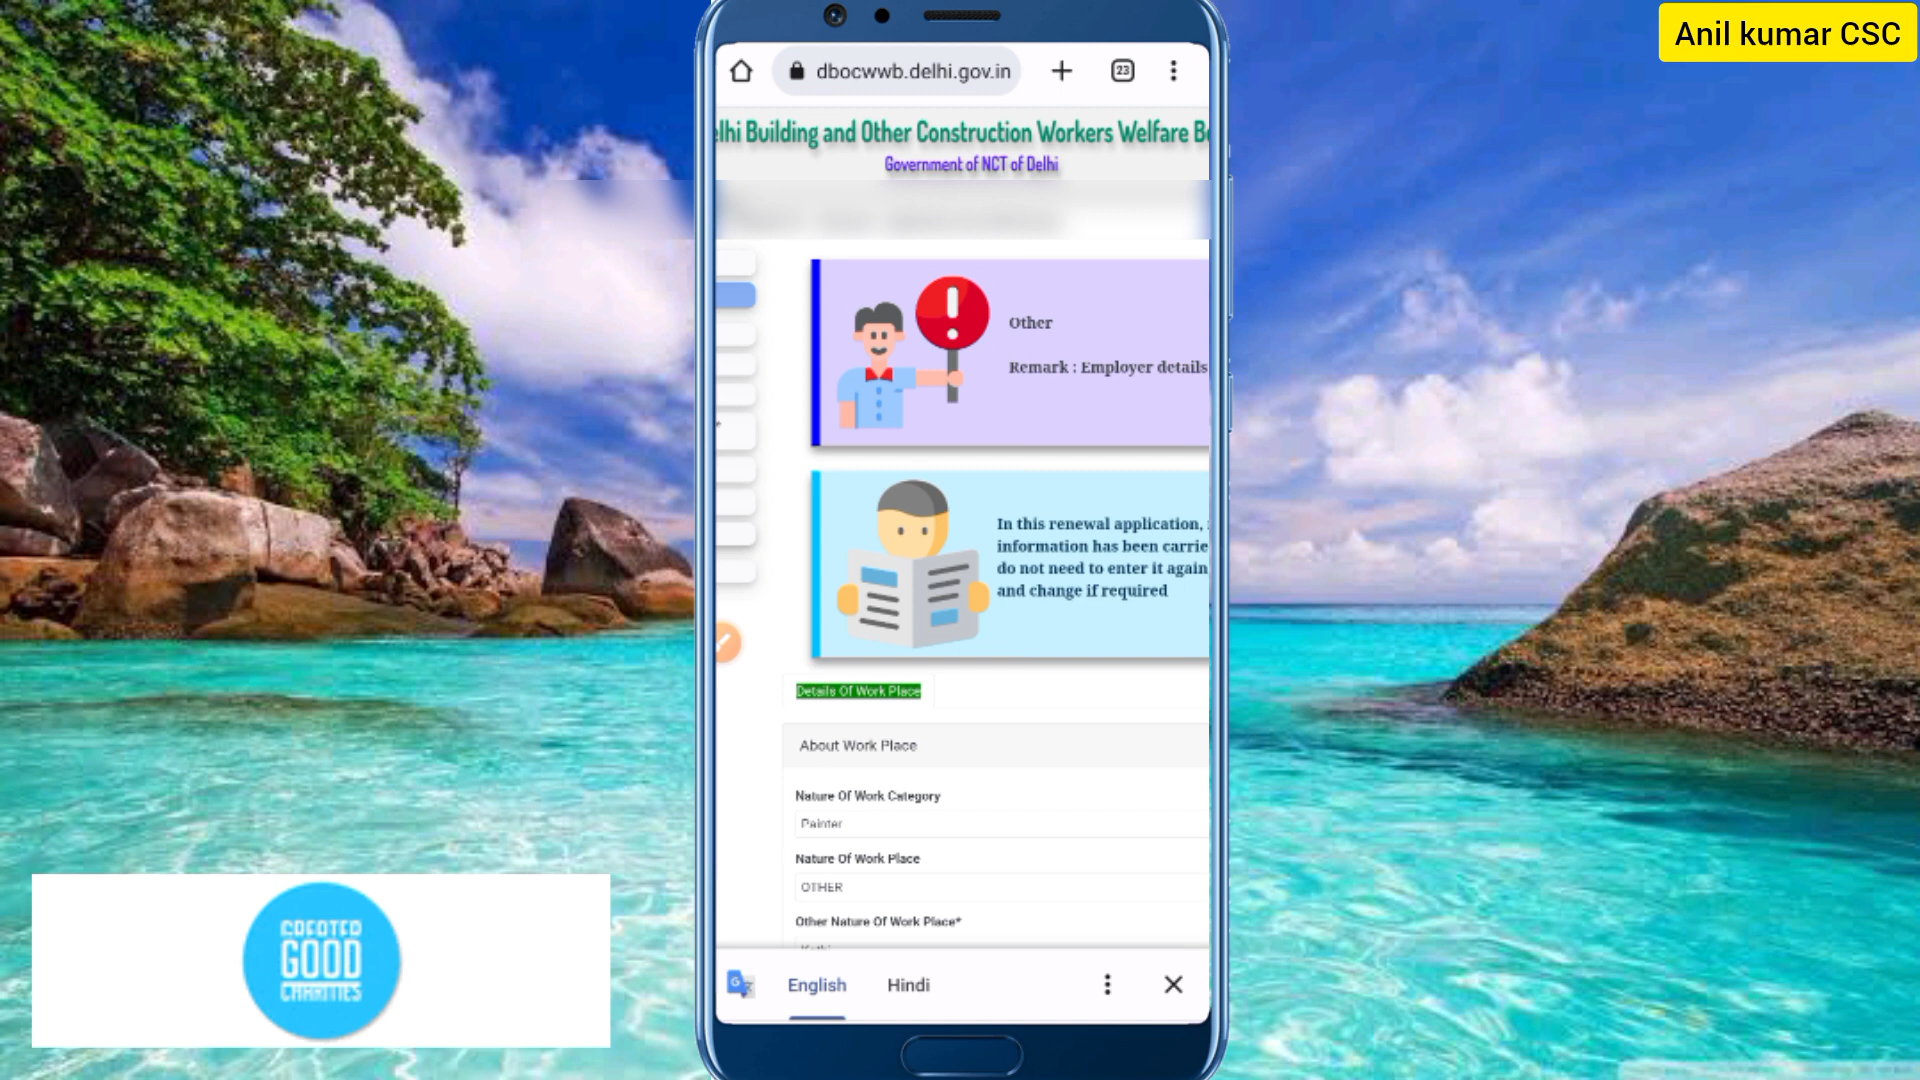 Anil kumar CSC
dbocwwb.delhi.gov.in
23
lhi Building and Other Construction Workers Welfare B
Government of NCT of Delhi
Other
Remark : Employer details
In this renewal application,
information has been carrie
do not need to enter it again
and change if required
Details Of Work Place
About Work Place
Nature Of Work Category
Painter
Nature Of Work Place
OTHER
Other Nature Of Work Place*
GOOD
English
Hindi